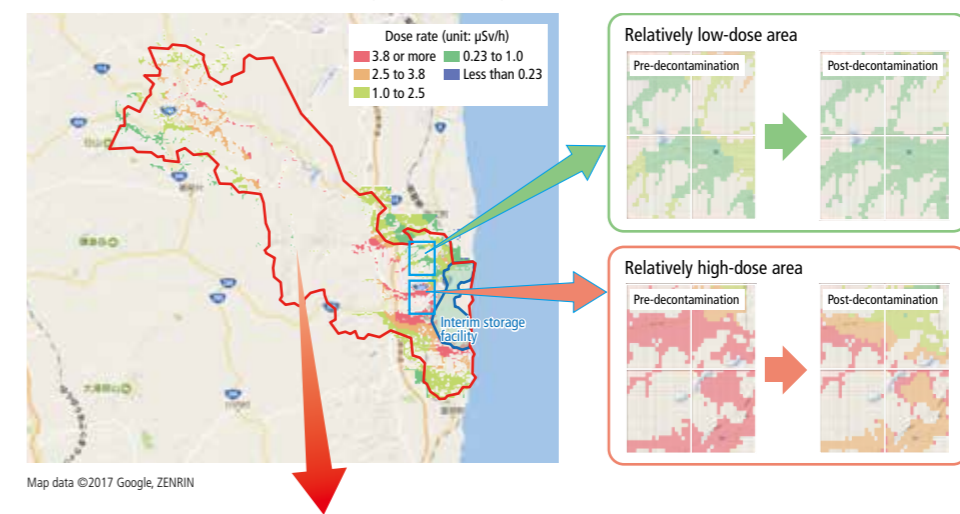 Dose rate (unit: µSv/h)
3.8 or more
0.23 to 1.0
2.5 to 3.8
Less than 0.23
1.0 to 2.5
Interim storage
facility
Relatively low-dose area
Pre-decontamination
Post-decontamination
Relatively high-dose area
Pre-decontamination
Post-decontamination
Map data ©2017 Google, ZENRIN